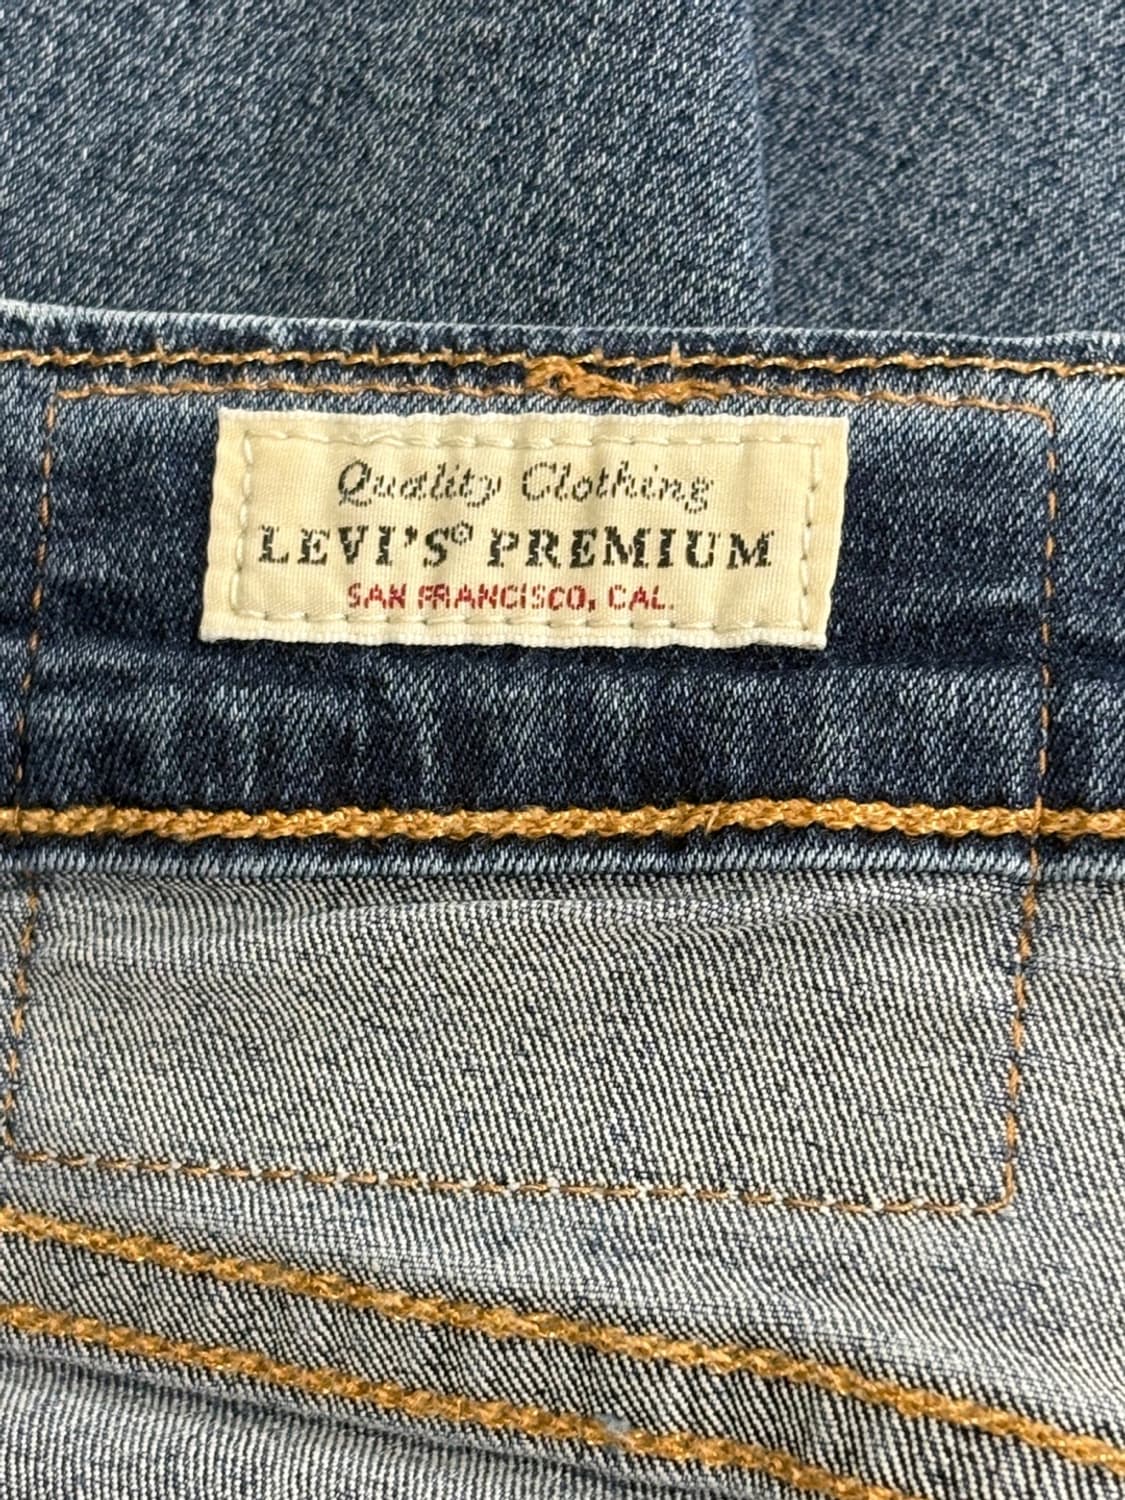 Quality Clothing
LEVI'S® PREMIUM
SAN FRANCISCO, CAL.